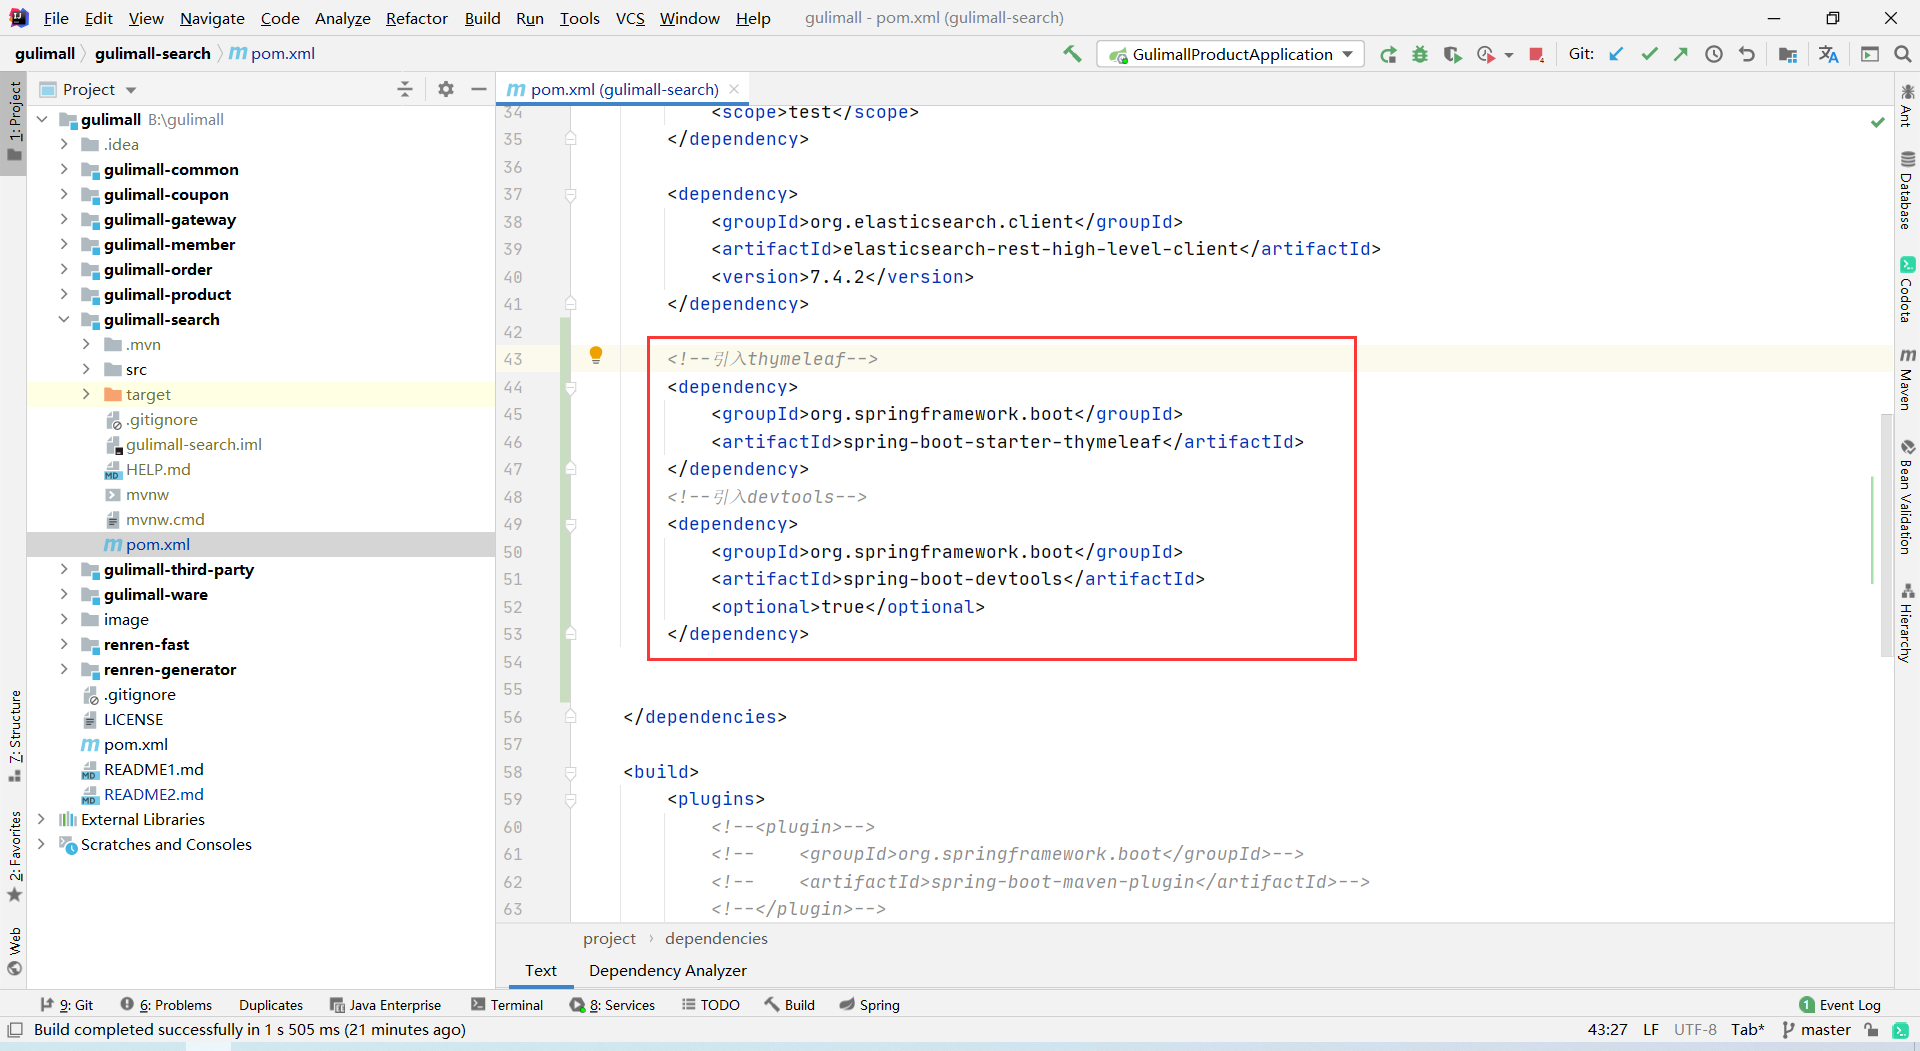 File Edit View Navigate Code Analyze Refactor Build Run Tools VCS Window Help gulimall - pom.xml (gulimall-search)
gulimall gulimall-search pom.xml GulimallProductApplication Git:
Project
pom.xml (gulimall-search)
1: Project
gulimall B:\gulimall
.idea
gulimall-common
gulimall-coupon
gulimall-gateway
gulimall-member
gulimall-order
gulimall-product
gulimall-search
.mvn
src
target
.gitignore
gulimall-search.iml
HELP.md
mvnw
mvnw.cmd
pom.xml
gulimall-third-party
gulimall-ware
image
renren-fast
renren-generator
.gitignore
LICENSE
pom.xml
README1.md
README2.md
External Libraries
Scratches and Consoles
7: Structure
2: Favorites
Web
34 <scope>test</scope>
35 </dependency>
36
37 <dependency>
38 <groupId>org.elasticsearch.client</groupId>
39 <artifactId>elasticsearch-rest-high-level-client</artifactId>
40 <version>7.4.2</version>
41 </dependency>
42
43 <!--引入thymeleaf-->
44 <dependency>
45 <groupId>org.springframework.boot</groupId>
46 <artifactId>spring-boot-starter-thymeleaf</artifactId>
47 </dependency>
48 <!--引入devtools-->
49 <dependency>
50 <groupId>org.springframework.boot</groupId>
51 <artifactId>spring-boot-devtools</artifactId>
52 <optional>true</optional>
53 </dependency>
54
55
56 </dependencies>
57
58 <build>
59 <plugins>
60 <!--<plugin>-->
61 <!-- <groupId>org.springframework.boot</groupId>-->
62 <!-- <artifactId>spring-boot-maven-plugin</artifactId>-->
63 <!--</plugin>-->
project dependencies
Text Dependency Analyzer
Ant
Database
Codota
Maven
Bean Validation
Hierarchy
9: Git 6: Problems Duplicates Java Enterprise Terminal 8: Services TODO Build Spring 1 Event Log
Build completed successfully in 1 s 505 ms (21 minutes ago) 43:27 LF UTF-8 Tab* master